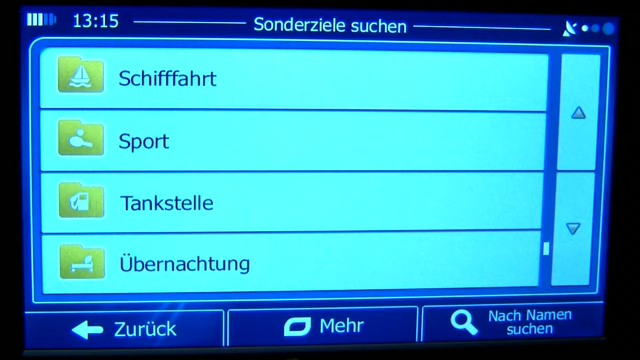 13:15
Sonderziele suchen
Schifffahrt
Sport
Tankstelle
Übernachtung
Zurück
Mehr
Nach Namen
suchen